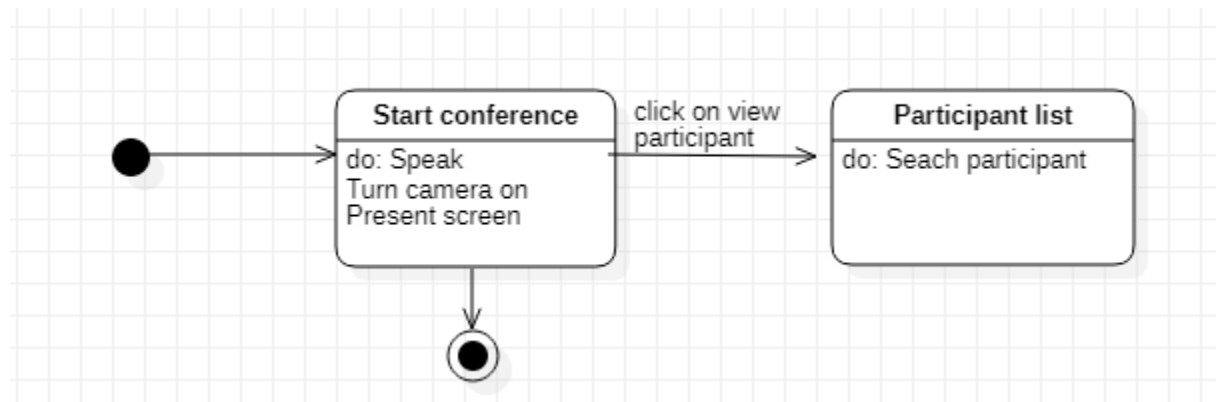 Start conference
do: Speak
Turn camera on
Present screen
click on view
participant
Participant list
do: Seach participant